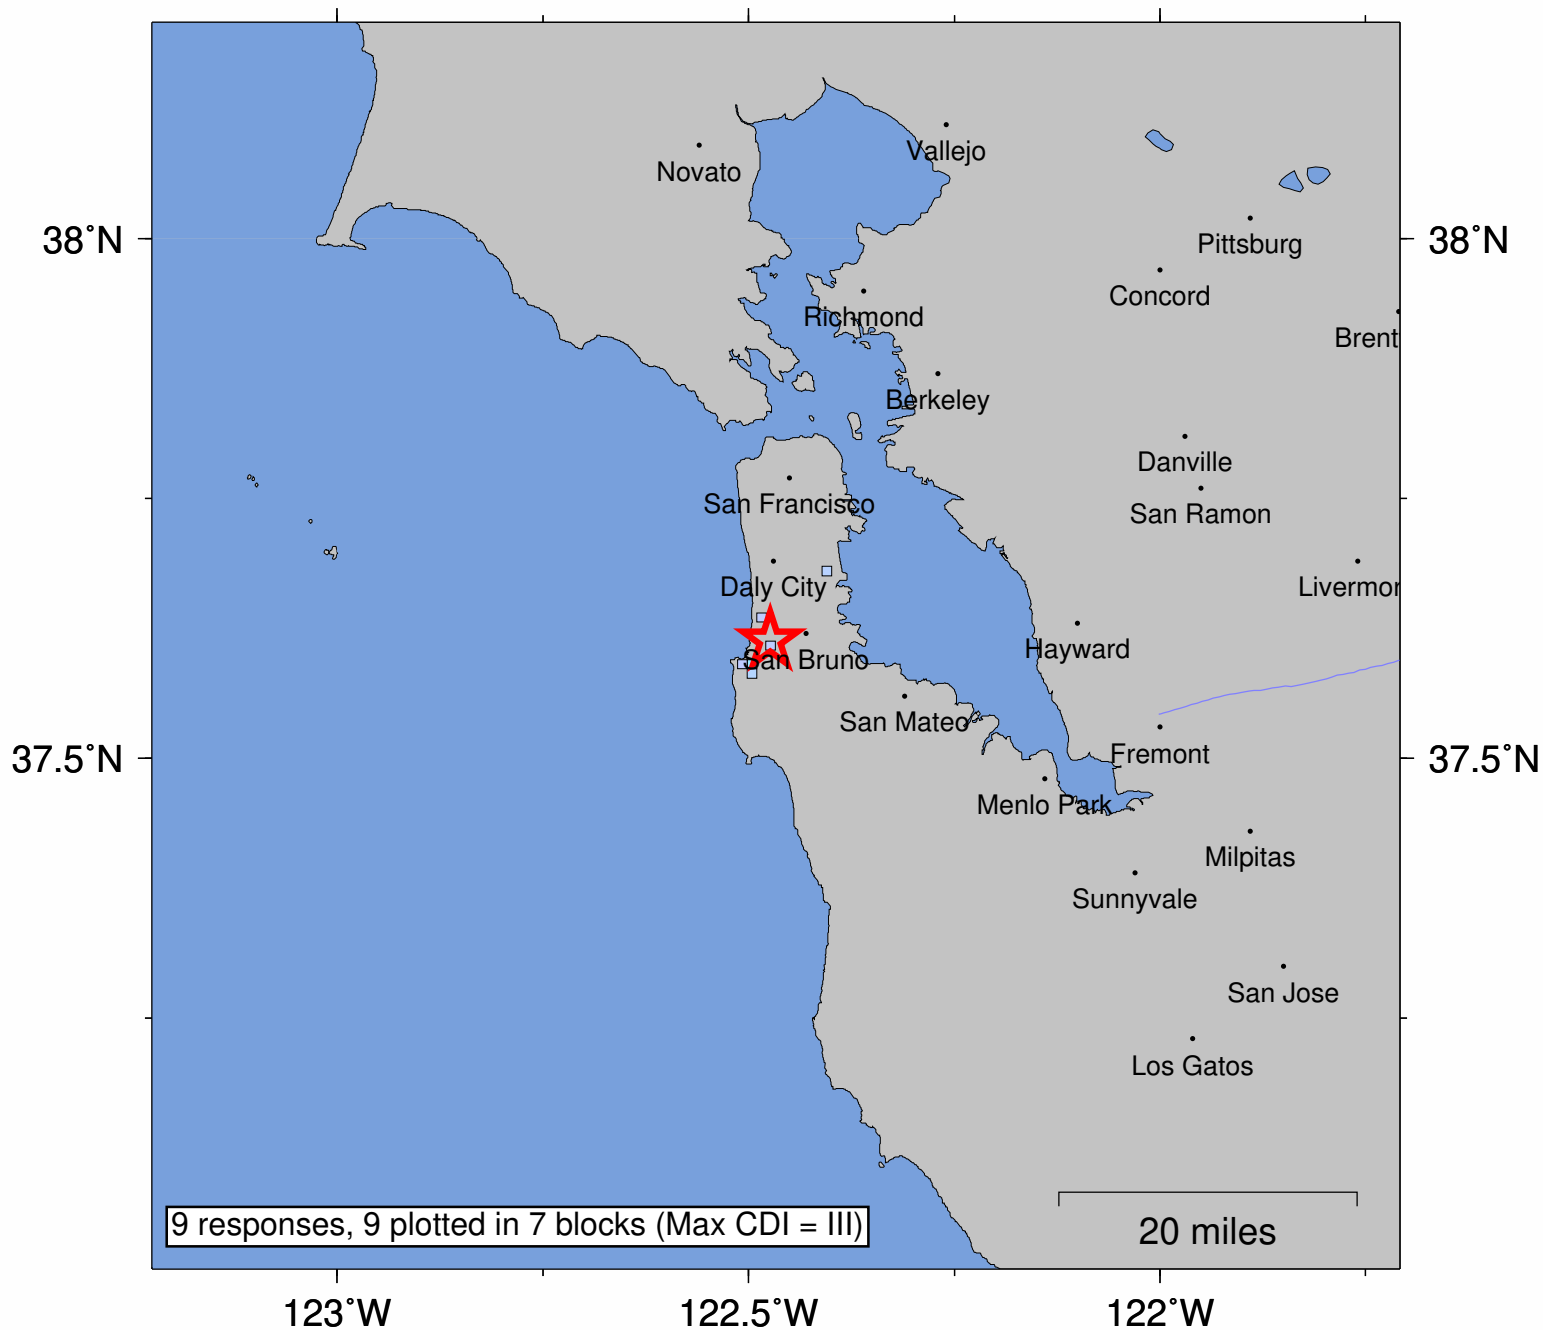 Vallejo
Novato
38°N
38°N
Pittsburg
Concord
Richmond
Brent
Berkeley
Danville
San Francisco
San Ramon
Daly City
Livermor
Hayward
San Bruno
San Mateo
37.5°N
Fremont
37.5°N
Menlo Park
Milpitas
Sunnyvale
San Jose
Los Gatos
9 responses, 9 plotted in 7 blocks (Max CDI = III)
20 miles
123°W
122.5°W
122°W